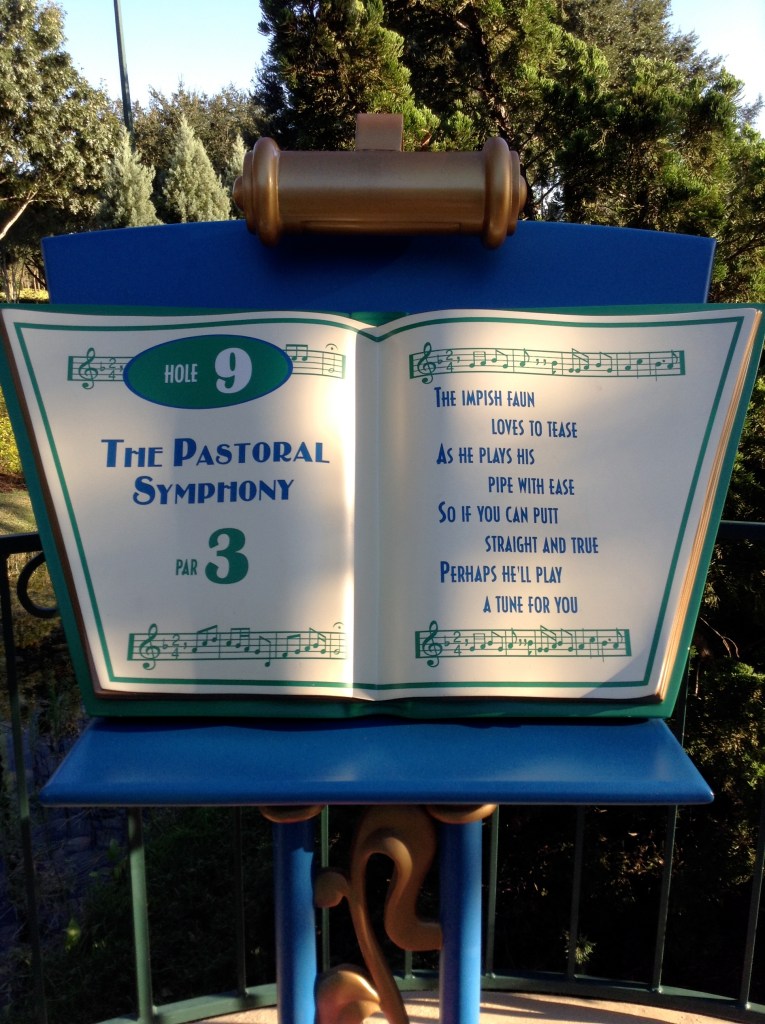 HOLE 9
THE PASTORAL
SYMPHONY
PAR 3
THE IMPISH FAUN
LOVES TO TEASE
AS HE PLAYS HIS
PIPE WITH EASE
SO IF YOU CAN PUTT
STRAIGHT AND TRUE
PERHAPS HE'LL PLAY
A TUNE FOR YOU